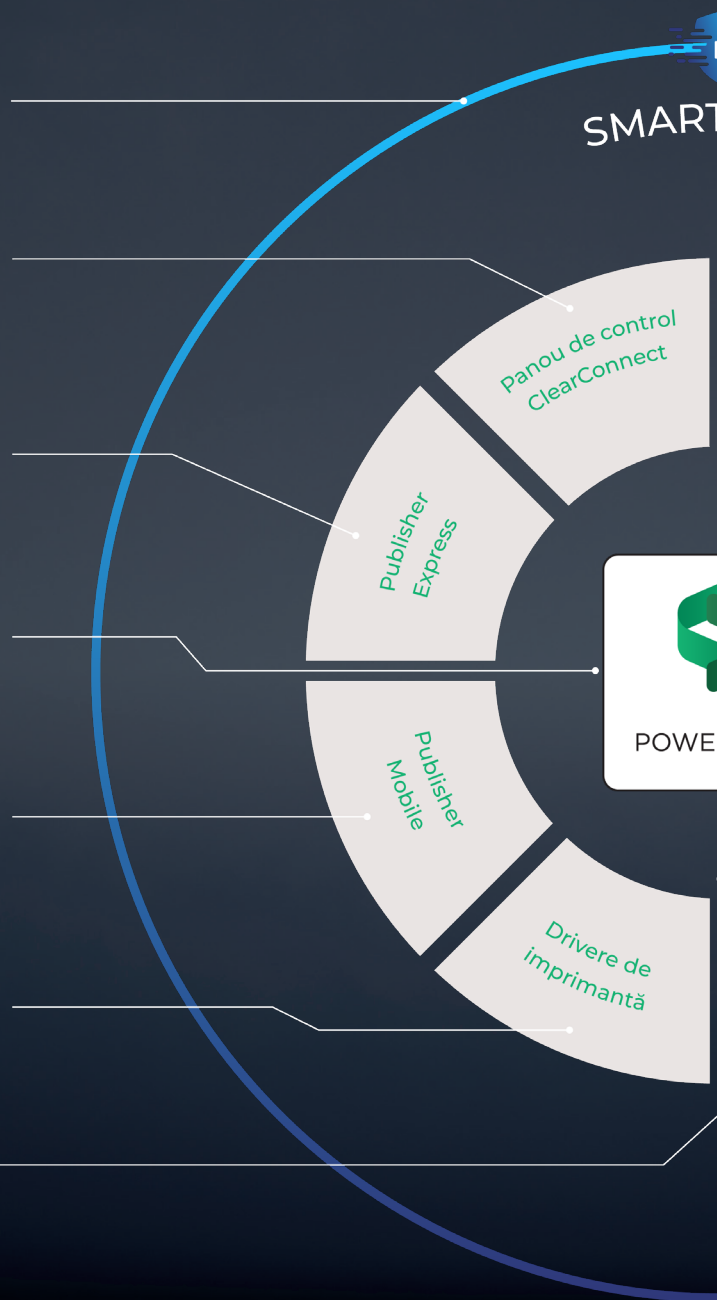 SMART
Panou de control
ClearConnect
Publisher
Express
POWE
Publisher
Mobile
Drivere de
imprimantă